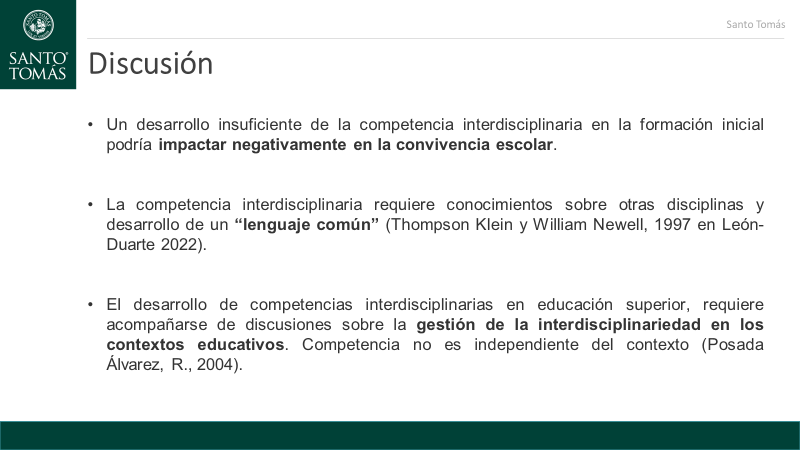 Santo Tomás
SANTO
TOMÁS
Discusión
• Un desarrollo insuficiente de la competencia interdisciplinaria en la formación inicial
podría impactar negativamente en la convivencia escolar.
• La competencia interdisciplinaria requiere conocimientos sobre otras disciplinas y
desarrollo de un “lenguaje común” (Thompson Klein y William Newell, 1997 en León-
Duarte 2022).
• El desarrollo de competencias interdisciplinarias en educación superior, requiere
acompañarse de discusiones sobre la gestión de la interdisciplinariedad en los
contextos educativos. Competencia no es independiente del contexto (Posada
Álvarez, R., 2004).